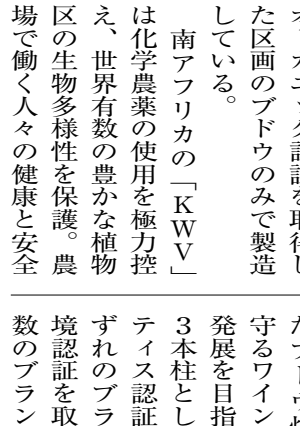 オーガニック認証を取得し
た区画のブドウのみで製造
している。
南アフリカの「KWV」
は化学農薬の使用を極力控
え、世界有数の豊かな植物
区の生物多様性を保護。農
場で働く人々の健康と安全
守るワイン
発展を目指
3本柱とし
ティス認証
ずれのブラ
境認証を取
数のブラン